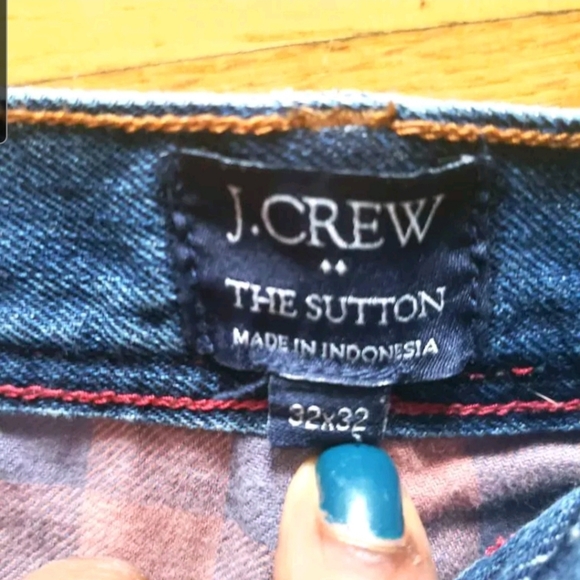 J.CREW
THE SUTTON
MADE IN INDONESIA
32x32